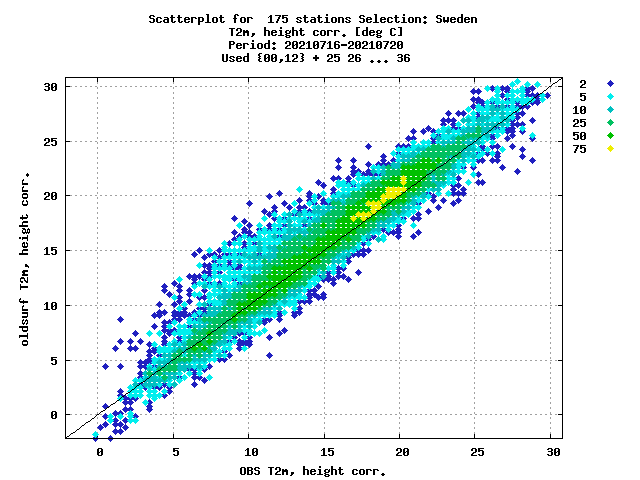 Scatterplot for  175 stations Selection: Sweden
T2m, height corr. [deg C]
Period: 20210716-20210720
Used {00,12} + 25 26 ... 36
oldsurf T2m, height corr.
30
25
20
15
10
5
0
0 5 10 15 20 25 30
OBS T2m, height corr.
2
5
10
25
50
75